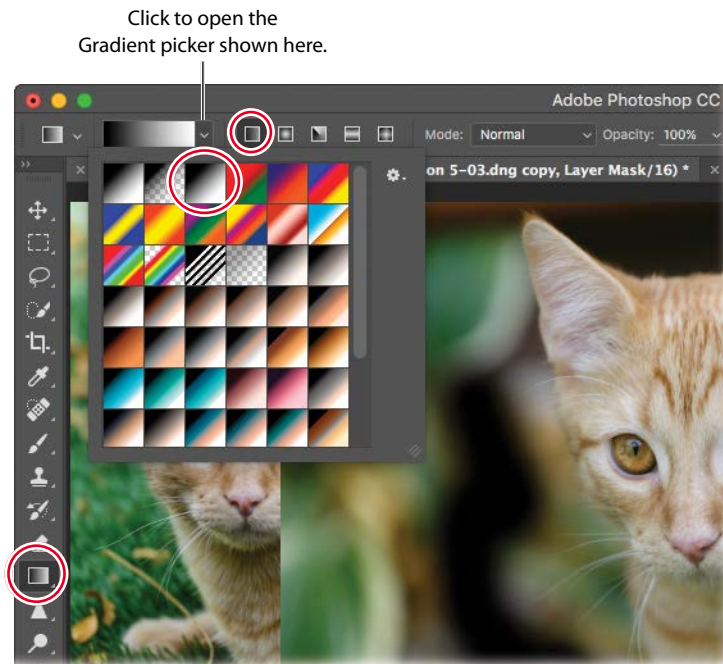 Click to open the
Gradient picker shown here.
Adobe Photoshop CC
Mode: Normal Opacity: 100%
on 5-03.dng copy, Layer Mask/16) *